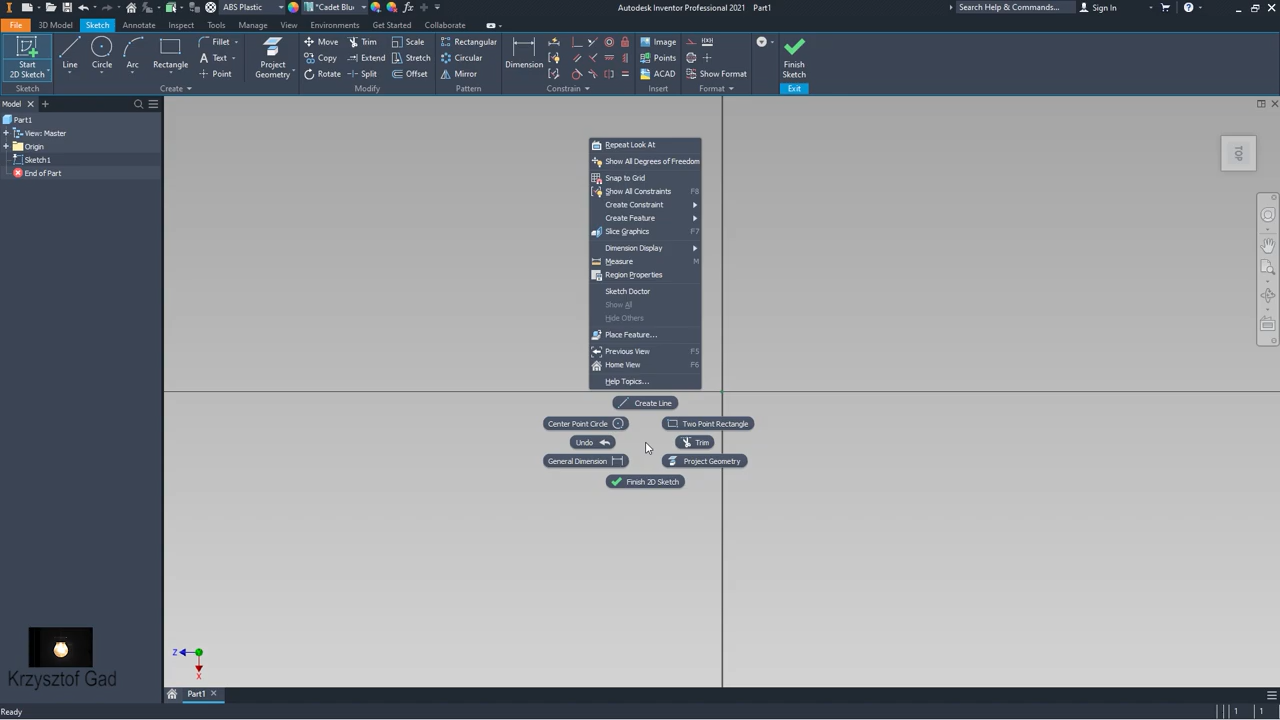 ABS Plastic
*Cadet Blu
Autodesk Inventor Professional 2021 Part1
Search Help & Commands...
Sign In
File
3D Model
Sketch
Annotate
Inspect
Tools
Manage
View
Environments
Get Started
Collaborate
Start
2D Sketch
Line
Circle
Arc
Rectangle
Fillet
Text
Point
Project
Geometry
Move
Trim
Scale
Copy
Extend
Stretch
Rotate
Split
Offset
Rectangular
Circular
Mirror
Dimension
Image
Points
ACAD
Show Format
Finish
Sketch
Sketch
Create
Modify
Pattern
Constrain
Insert
Format
Exit
Model
Part1
View: Master
Origin
Sketch1
End of Part
TOP
Repeat Look At
Show All Degrees of Freedom
Snap to Grid
Show All Constraints F8
Create Constraint
Create Feature
Slice Graphics F7
Dimension Display
Measure M
Region Properties
Sketch Doctor
Show All
Hide Others
Place Feature...
Previous View F5
Home View F6
Help Topics...
Create Line
Center Point Circle
Two Point Rectangle
Undo
Trim
General Dimension
Project Geometry
Finish 2D Sketch
Z
X
Krzysztof Gad
Part1
Ready
1 1